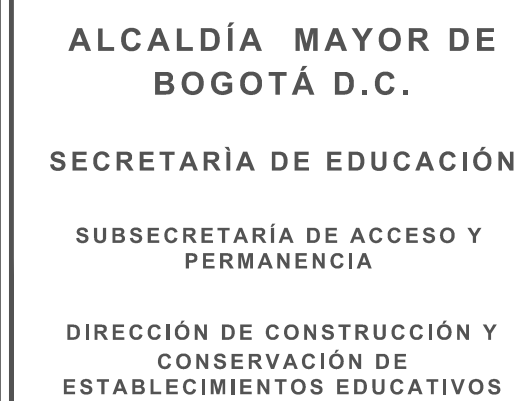 ALCALDÍA MAYOR DE
BOGOTÁ D.C.
SECRETARÌA DE EDUCACIÓN
SUBSECRETARÍA DE ACCESO Y
PERMANENCIA
DIRECCIÓN DE CONSTRUCCIÓN Y
CONSERVACIÓN DE
ESTABLECIMIENTOS EDUCATIVOS